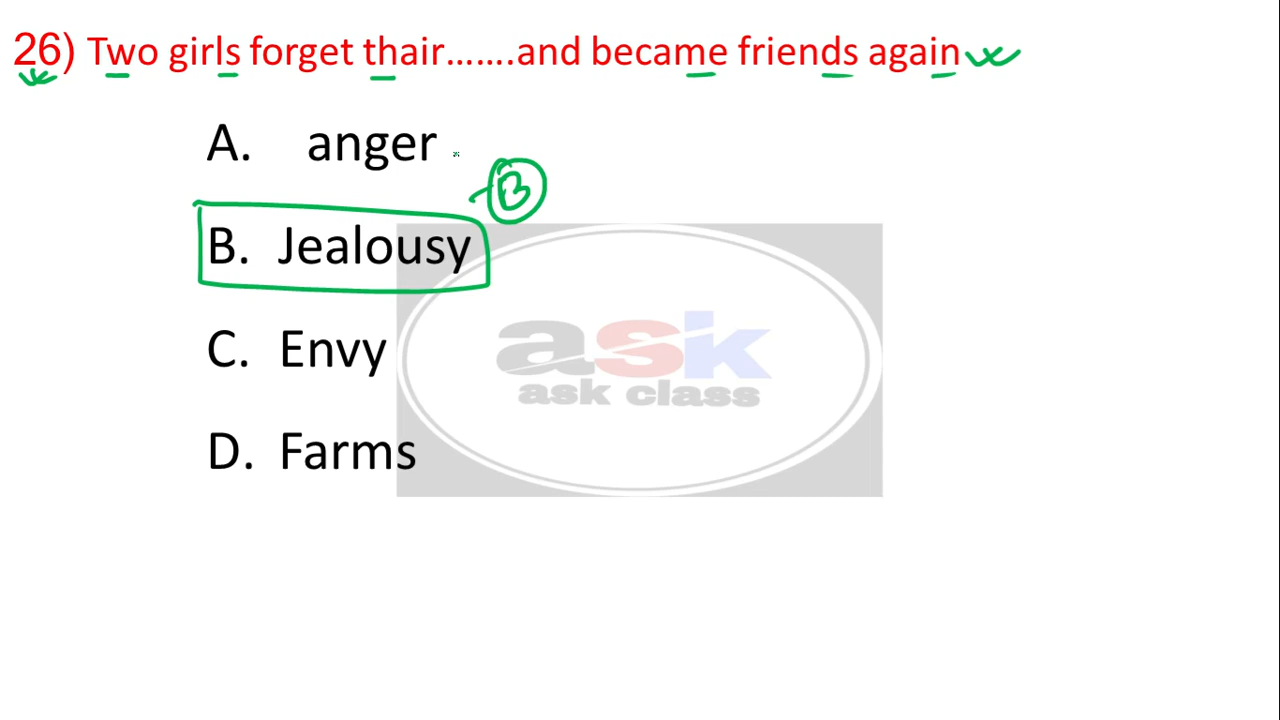 26) Two girls forget thair.......and became friends again
A. anger
B
B. Jealousy
C. Envy
ask
ask class
D. Farms